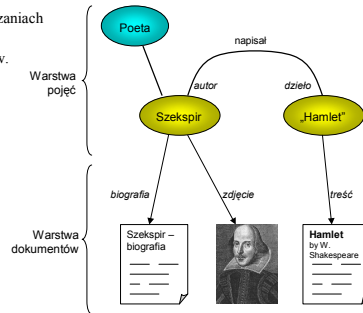 zaniach
w.
Poeta
napisał
Warstwa
pojęć
autor
dzieło
Szekspir
„Hamlet”
biografia
zdjęcie
treść
Warstwa
dokumentów
Szekspir –
biografia
Hamlet
by W.
Shakespeare